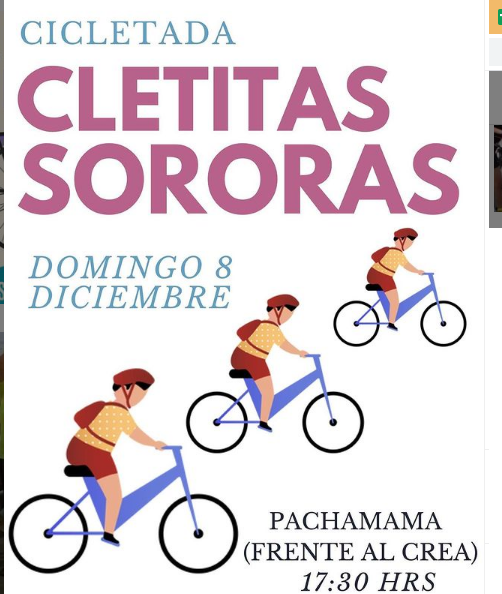 CICLETADA
CLETITAS
SORORAS
DOMINGO 8
DICIEMBRE
PACHAMAMA
(FRENTE AL CREA)
17:30 HRS